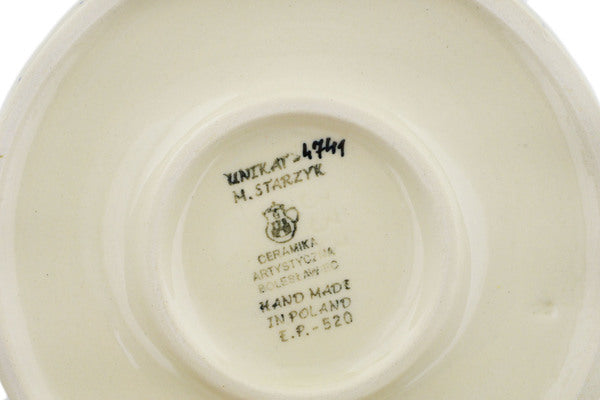 UNIKAT-4741
M. STARZYK
CERAMIKA
ARTYSTYCZNA
BOLESŁAWIEC
HAND MADE
IN POLAND
E.P.-520